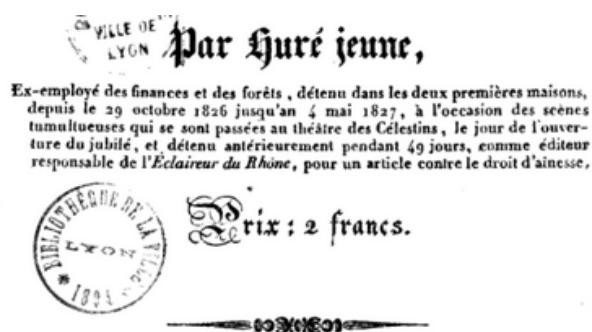 VILLE DE
LYON
Par Huré jeune,
Ex-employé des finances et des forêts, détenu dans les deux premières maisons,
depuis le 29 octobre 1826 jusqu'an 4 mai 1827, à l'occasion des scènes
tumultueuses qui se sont passées au théâtre des Célestins, le jour de l'ouver-
ture du jubilé, et détenu antérieurement pendant 49 jours, comme éditeur
responsable de l'Éclaireur du Rhône, pour un article contre le droit d'aînesse,
Prix : 2 francs.
BIBLIOTHÈQUE DE LA VILLE
LYON
1891